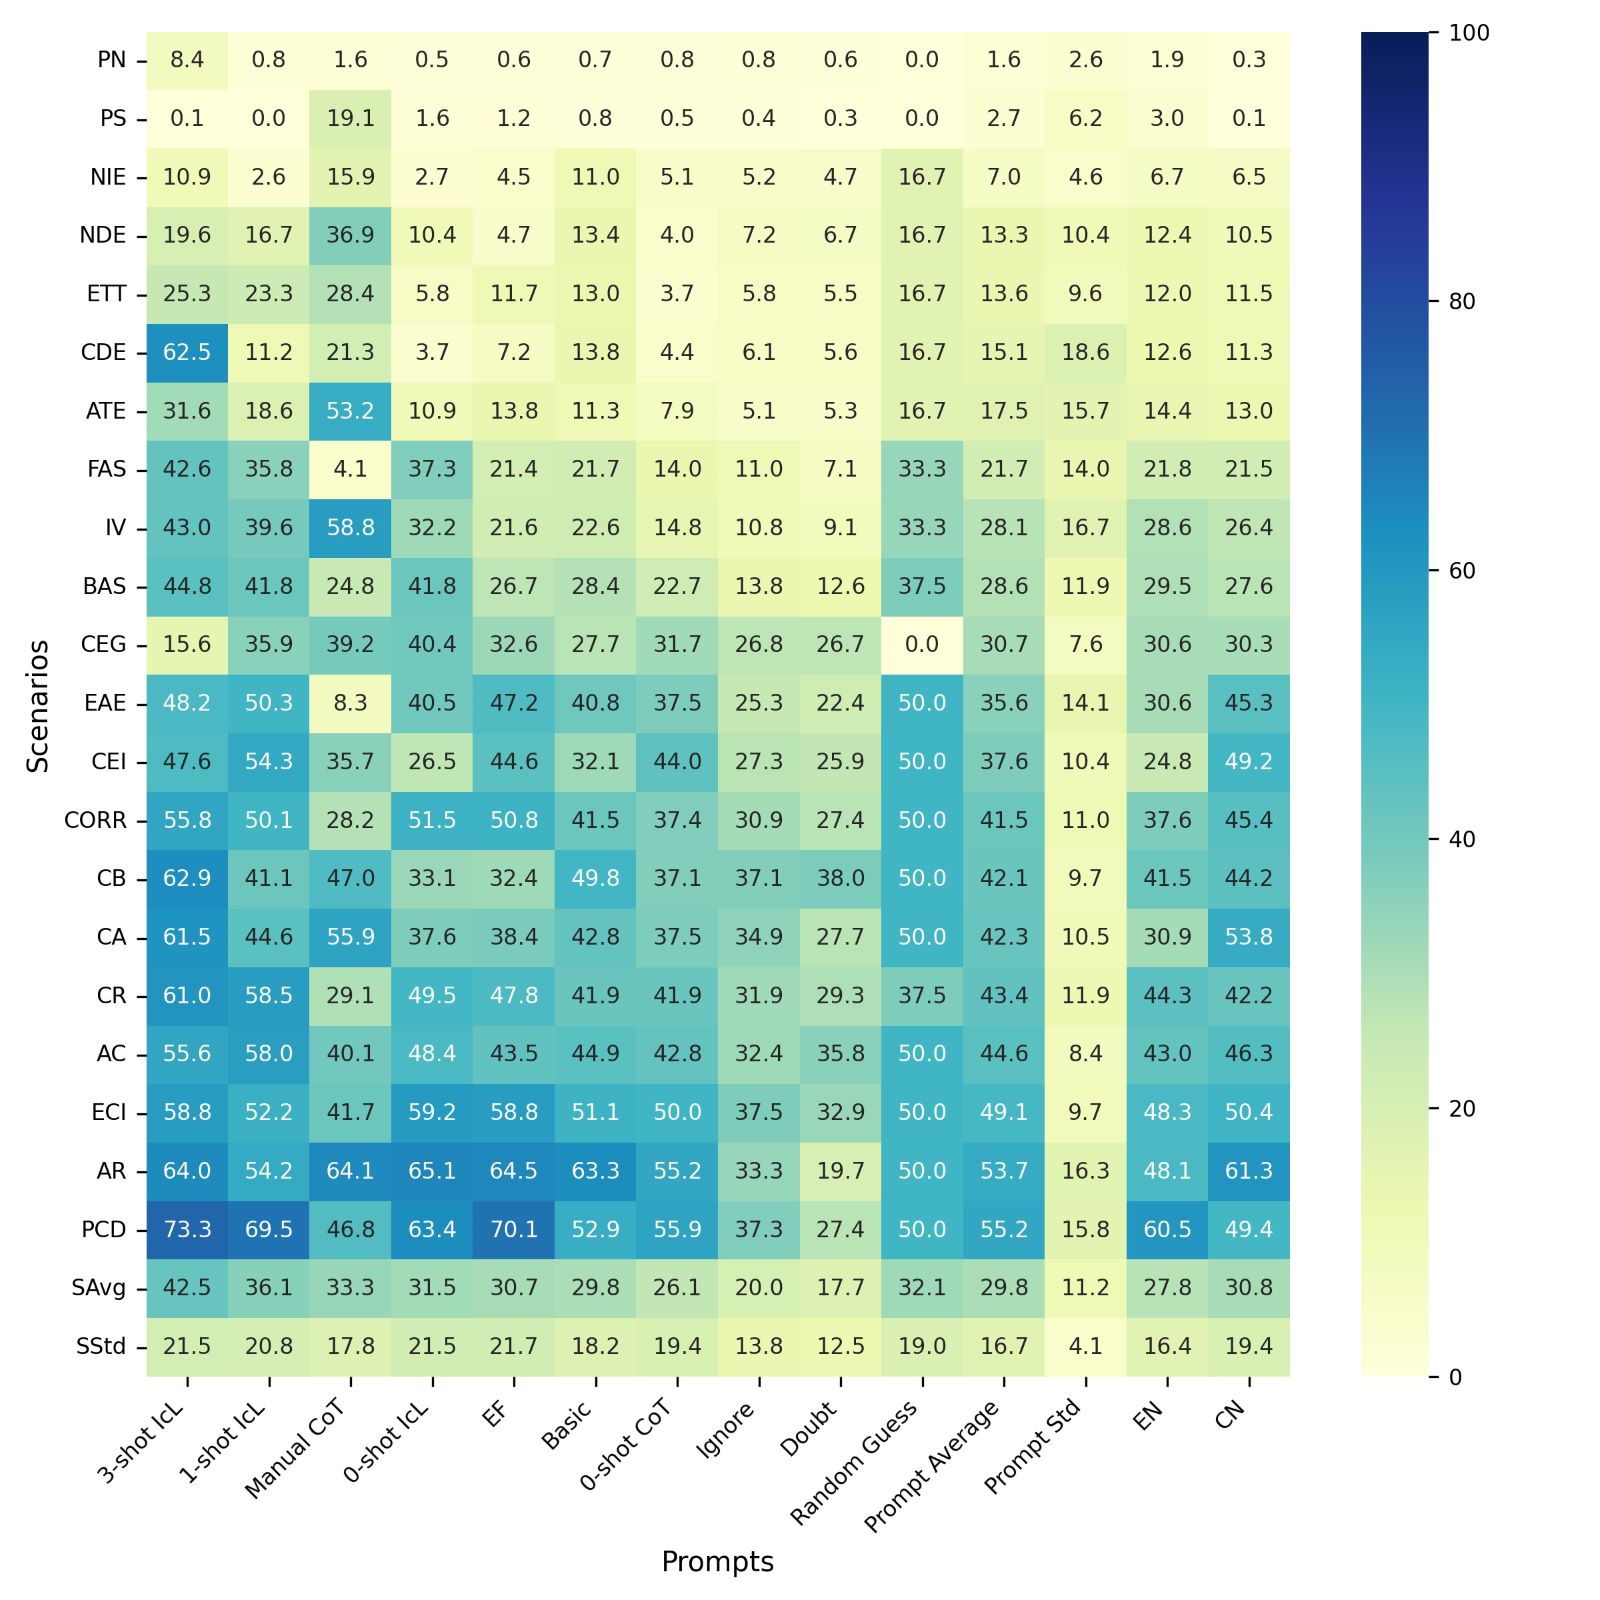 PN 8.4 0.8 1.6 0.5 0.6 0.7 0.8 0.8 0.6 0.0 1.6 2.6 1.9 0.3
PS 0.1 0.0 19.1 1.6 1.2 0.8 0.5 0.4 0.3 0.0 2.7 6.2 3.0 0.1
NIE 10.9 2.6 15.9 2.7 4.5 11.0 5.1 5.2 4.7 16.7 7.0 4.6 6.7 6.5
NDE 19.6 16.7 36.9 10.4 4.7 13.4 4.0 7.2 6.7 16.7 13.3 10.4 12.4 10.5
ETT 25.3 23.3 28.4 5.8 11.7 13.0 3.7 5.8 5.5 16.7 13.6 9.6 12.0 11.5
CDE 62.5 11.2 21.3 3.7 7.2 13.8 4.4 6.1 5.6 16.7 15.1 18.6 12.6 11.3
ATE 31.6 18.6 53.2 10.9 13.8 11.3 7.9 5.1 5.3 16.7 17.5 15.7 14.4 13.0
FAS 42.6 35.8 4.1 37.3 21.4 21.7 14.0 11.0 7.1 33.3 21.7 14.0 21.8 21.5
IV 43.0 39.6 58.8 32.2 21.6 22.6 14.8 10.8 9.1 33.3 28.1 16.7 28.6 26.4
BAS 44.8 41.8 24.8 41.8 26.7 28.4 22.7 13.8 12.6 37.5 28.6 11.9 29.5 27.6
CEG 15.6 35.9 39.2 40.4 32.6 27.7 31.7 26.8 26.7 0.0 30.7 7.6 30.6 30.3
EAE 48.2 50.3 8.3 40.5 47.2 40.8 37.5 25.3 22.4 50.0 35.6 14.1 30.6 45.3
CEI 47.6 54.3 35.7 26.5 44.6 32.1 44.0 27.3 25.9 50.0 37.6 10.4 24.8 49.2
CORR 55.8 50.1 28.2 51.5 50.8 41.5 37.4 30.9 27.4 50.0 41.5 11.0 37.6 45.4
CB 62.9 41.1 47.0 33.1 32.4 49.8 37.1 37.1 38.0 50.0 42.1 9.7 41.5 44.2
CA 61.5 44.6 55.9 37.6 38.4 42.8 37.5 34.9 27.7 50.0 42.3 10.5 30.9 53.8
CR 61.0 58.5 29.1 49.5 47.8 41.9 41.9 31.9 29.3 37.5 43.4 11.9 44.3 42.2
AC 55.6 58.0 40.1 48.4 43.5 44.9 42.8 32.4 35.8 50.0 44.6 8.4 43.0 46.3
ECI 58.8 52.2 41.7 59.2 58.8 51.1 50.0 37.5 32.9 50.0 49.1 9.7 48.3 50.4
AR 64.0 54.2 64.1 65.1 64.5 63.3 55.2 33.3 19.7 50.0 53.7 16.3 48.1 61.3
PCD 73.3 69.5 46.8 63.4 70.1 52.9 55.9 37.3 27.4 50.0 55.2 15.8 60.5 49.4
SAvg 42.5 36.1 33.3 31.5 30.7 29.8 26.1 20.0 17.7 32.1 29.8 11.2 27.8 30.8
SStd 21.5 20.8 17.8 21.5 21.7 18.2 19.4 13.8 12.5 19.0 16.7 4.1 16.4 19.4
3-shot IcL
1-shot IcL
Manual CoT
0-shot IcL
EF
Basic
0-shot CoT
Ignore
Doubt
Random Guess
Prompt Average
Prompt Std
EN
CN
Prompts
Scenarios
100
80
60
40
20
0